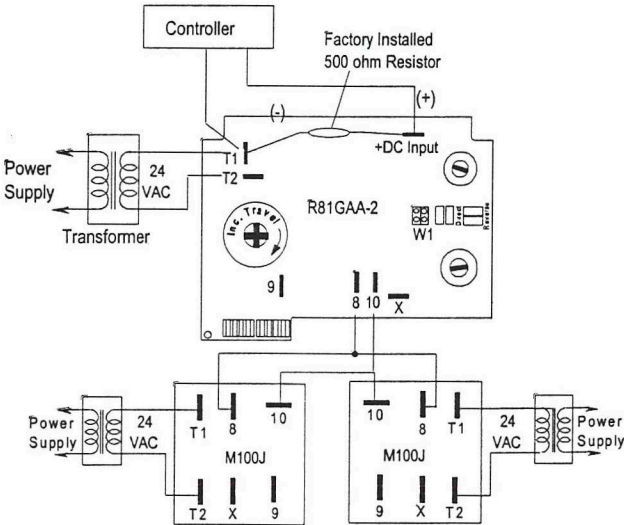 Controller
Factory Installed
500 ohm Resistor
(-)
(+)
T1
+DC Input
Power
Supply
24
VAC
T2
Transformer
Inc. Travel
R81GAA-2
W1
Direct
Reverse
9
8
10
X
Power
Supply
24
VAC
T1
8
10
M100J
T2
X
9
10
8
T1
M100J
9
X
T2
24
VAC
Power
Supply